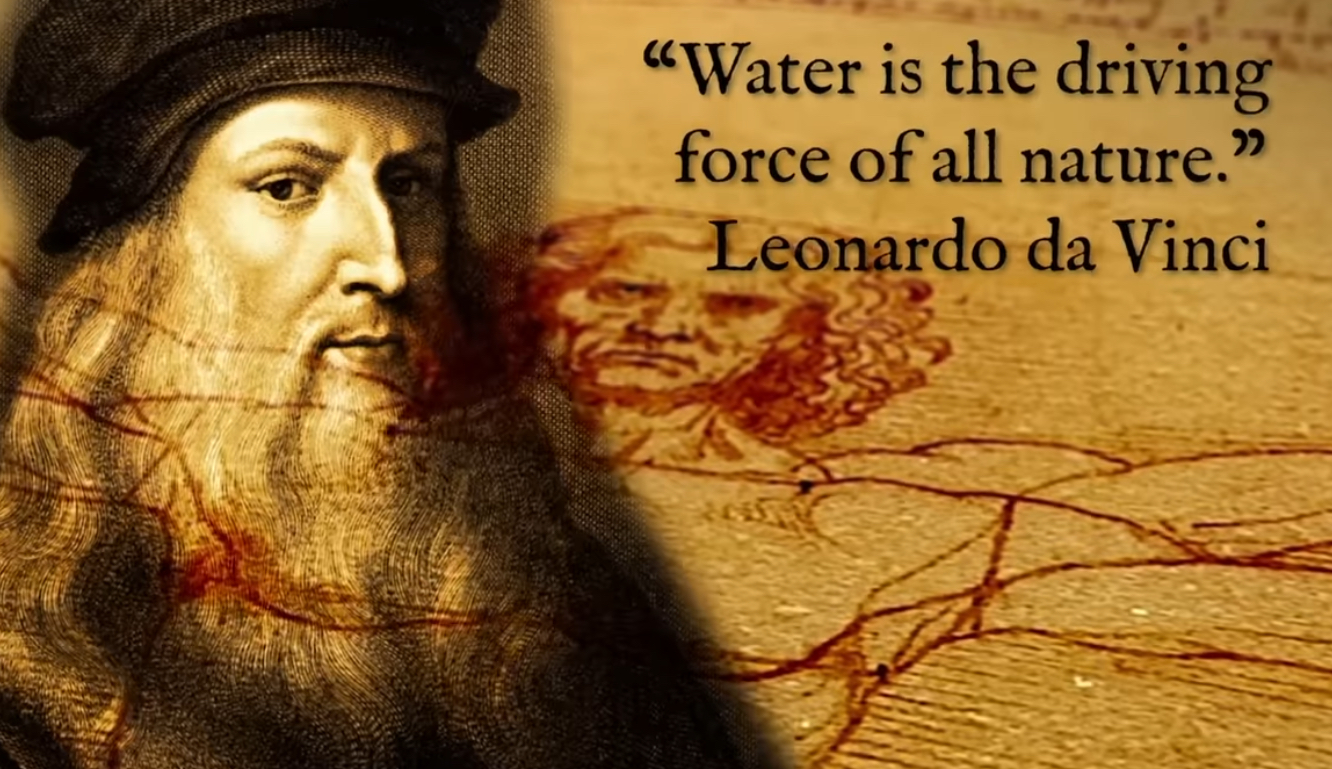 “Water is the driving
force of all nature.”
Leonardo da Vinci